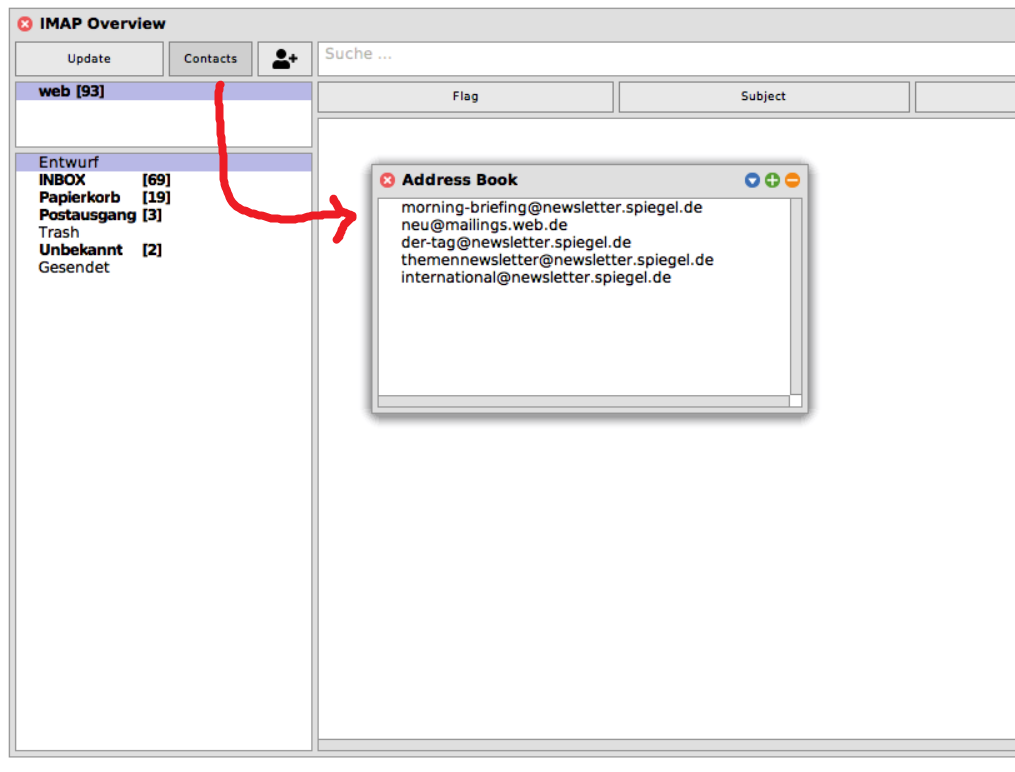 IMAP Overview
Update
Contacts
Suche ...
web [93]
Flag
Subject
Entwurf
INBOX [69]
Papierkorb [19]
Postausgang [3]
Trash
Unbekannt [2]
Gesendet
Address Book
morning-briefing@newsletter.spiegel.de
neu@mailings.web.de
der-tag@newsletter.spiegel.de
themennewsletter@newsletter.spiegel.de
international@newsletter.spiegel.de